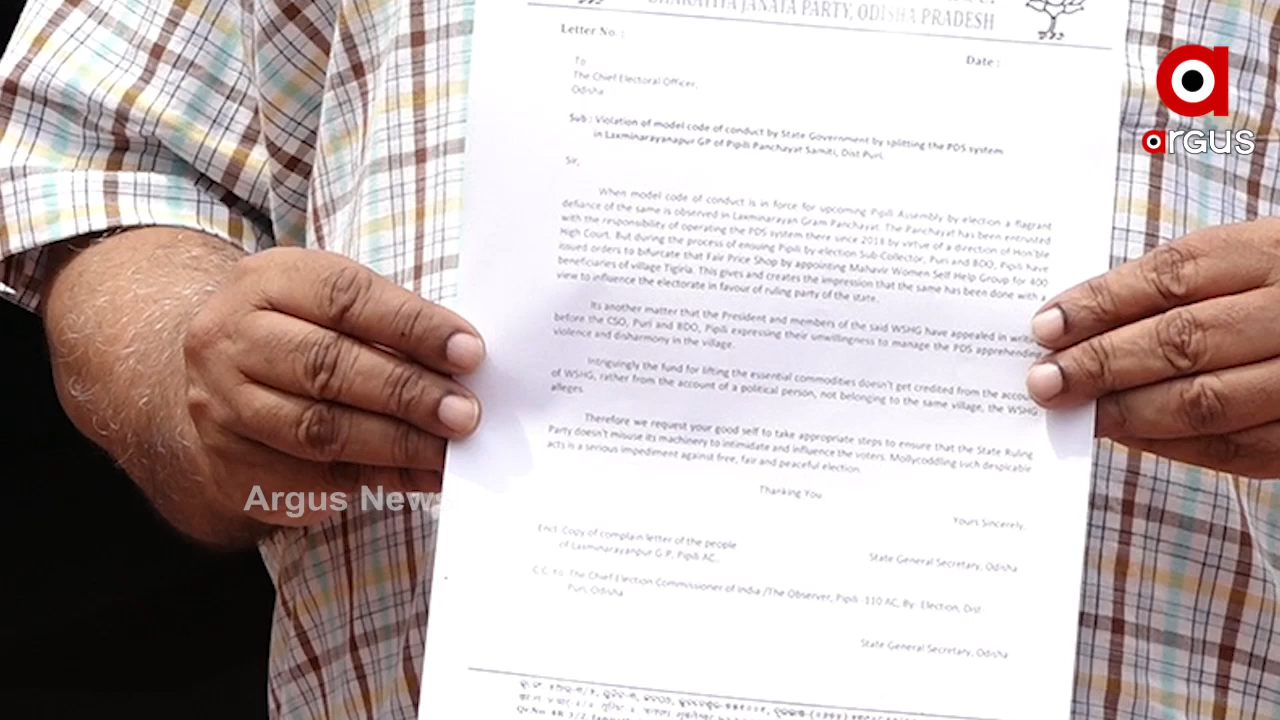 BHARATIYA JANATA PARTY, ODISHA PRADESH
Letter No. :
Date :
To
The Chief Electoral Officer,
Odisha
Sub : Violation of model code of conduct by State Government by splitting the PDS system
in Laxminarayanapur GP of Pipili Panchayat Samiti, Dist Puri.
Sir,
When model code of conduct is in force for upcoming Pipili Assembly by election a flagrant
defiance of the same is observed in Laxminarayan Gram Panchayat. The Panchayat has been entrusted
with the responsibility of operating the PDS system there since 2018 by virtue of a direction of Hon'ble
High Court. But during the process of ensuing Pipili by-election Sub-Collector, Puri and BDO, Pipili have
issued orders to bifurcate that Fair Price Shop by appointing Mahavir Women Self Help Group for 400
beneficiaries of village Tigiria. This gives and creates the impression that the same has been done with a
view to influence the electorate in favour of ruling party of the state.
Its another matter that the President and members of the said WSHG have appealed in
before the CSO, Puri and BDO, Pipili expressing their unwillingness to manage the PDS apprehending
violence and disharmony in the village.
Intriguingly the fund for lifting the essential commodities doesn't get credited from the
of WSHG, rather from the account of a political person, not belonging to the same village, the WSHG
alleges.
Therefore we request your good self to take appropriate steps to ensure that the State Ruling
Party doesn't misuse its machinery to intimidate and influence the voters. Mollycoddling such despicable
acts is a serious impediment against free, fair and peaceful election.
Thanking You
Yours Sincerely,
State General Secretary, Odisha
Encl: Copy of complain letter of the people
of Laxminarayanpur G.P, Pipili AC.
C.C. to: The Chief Election Commissioner of India /The Observer, Pipili -110 AC, By- Election, Dist
Puri, Odisha
State General Secretary, Odisha
a
argus
Argus News